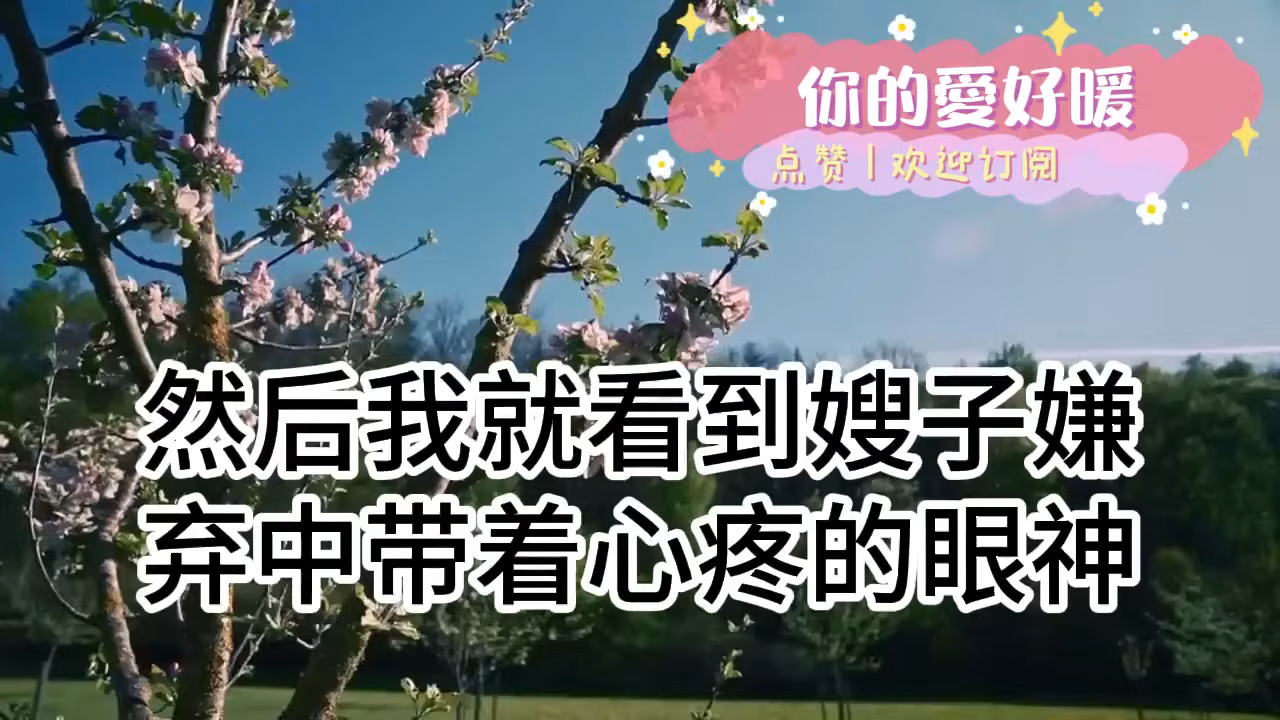 你的愛好暖
点赞 | 欢迎订阅
然后我就看到嫂子嫌
弃中带着心疼的眼神